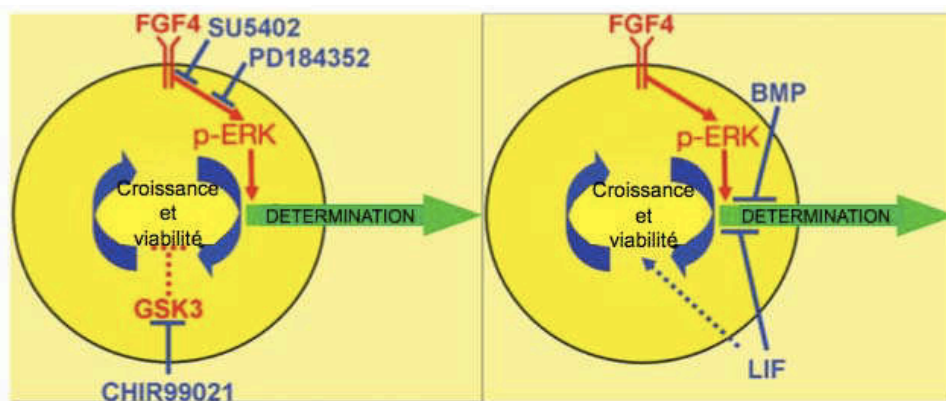 FGF4
SU5402
PD184352
p-ERK
Croissance
et
viabilité
DETERMINATION
GSK3
CHIR99021
FGF4
BMP
p-ERK
Croissance
et
viabilité
DETERMINATION
LIF